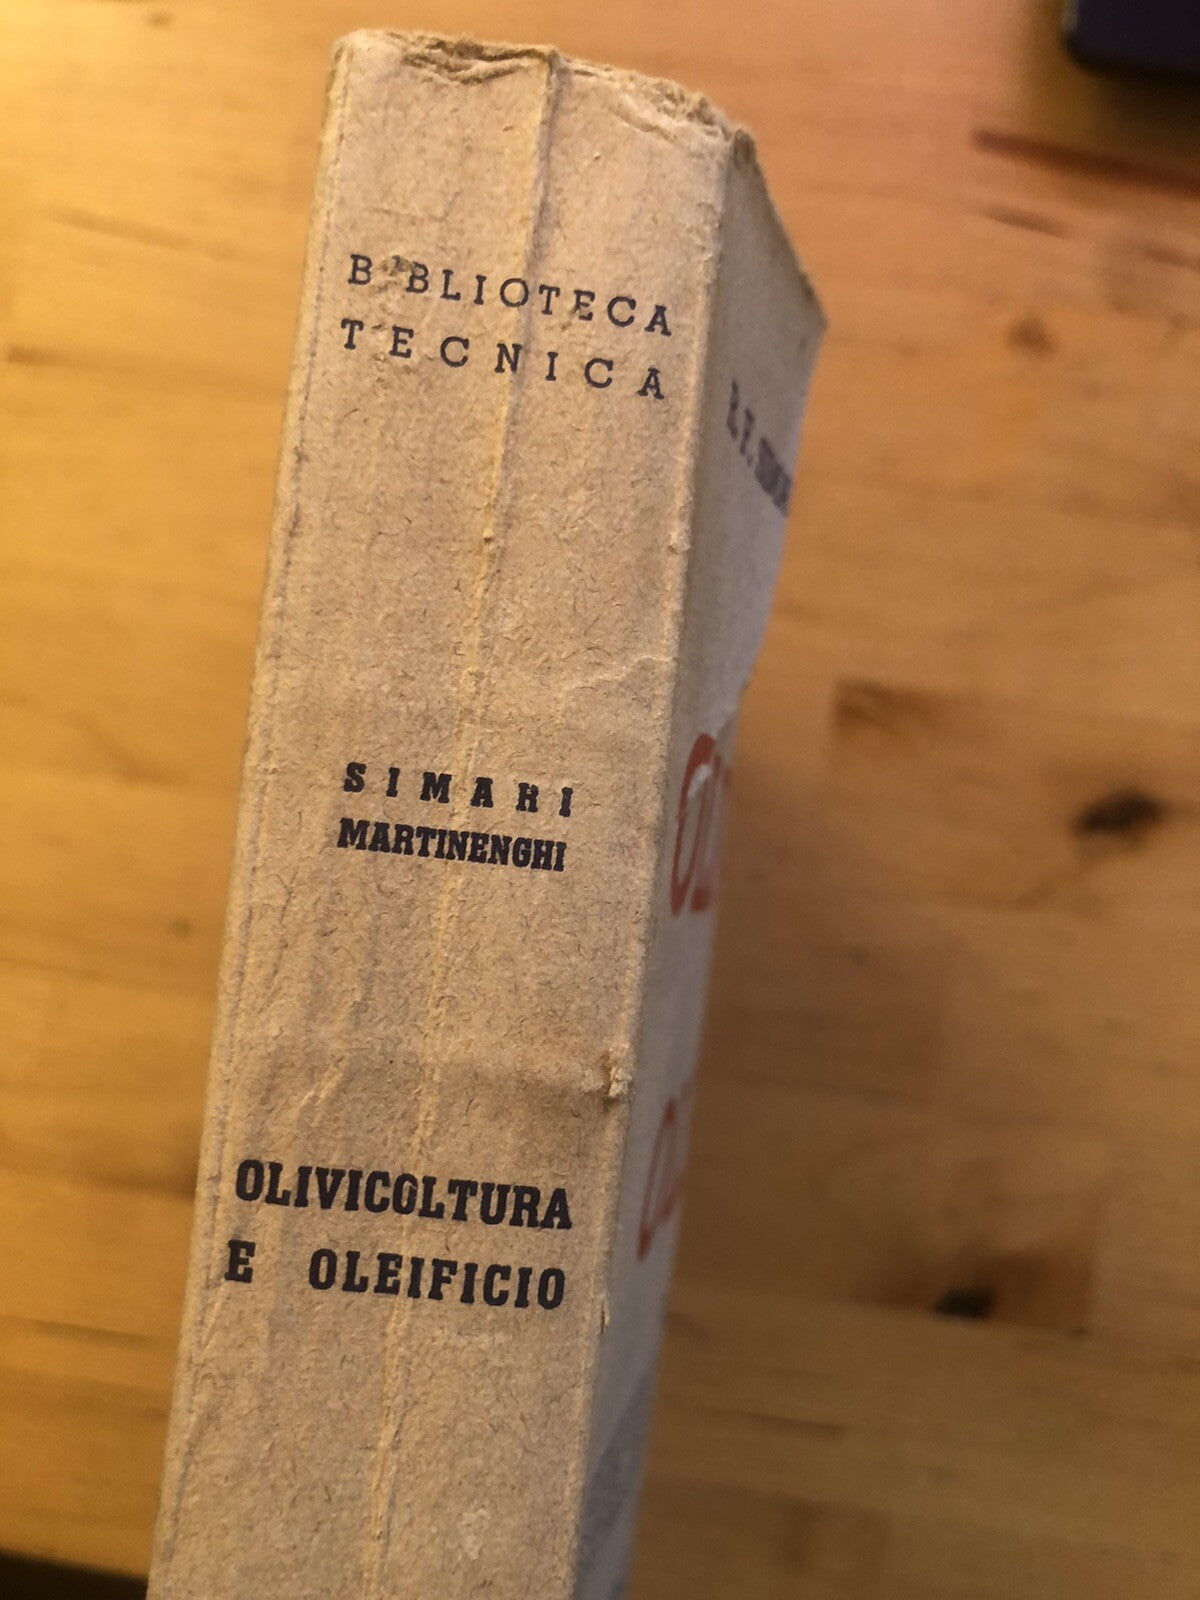 BIBLIOTECA
TECNICA
SIMARI
MARTINENGHI
OLIVICOLTURA
E OLEIFICIO